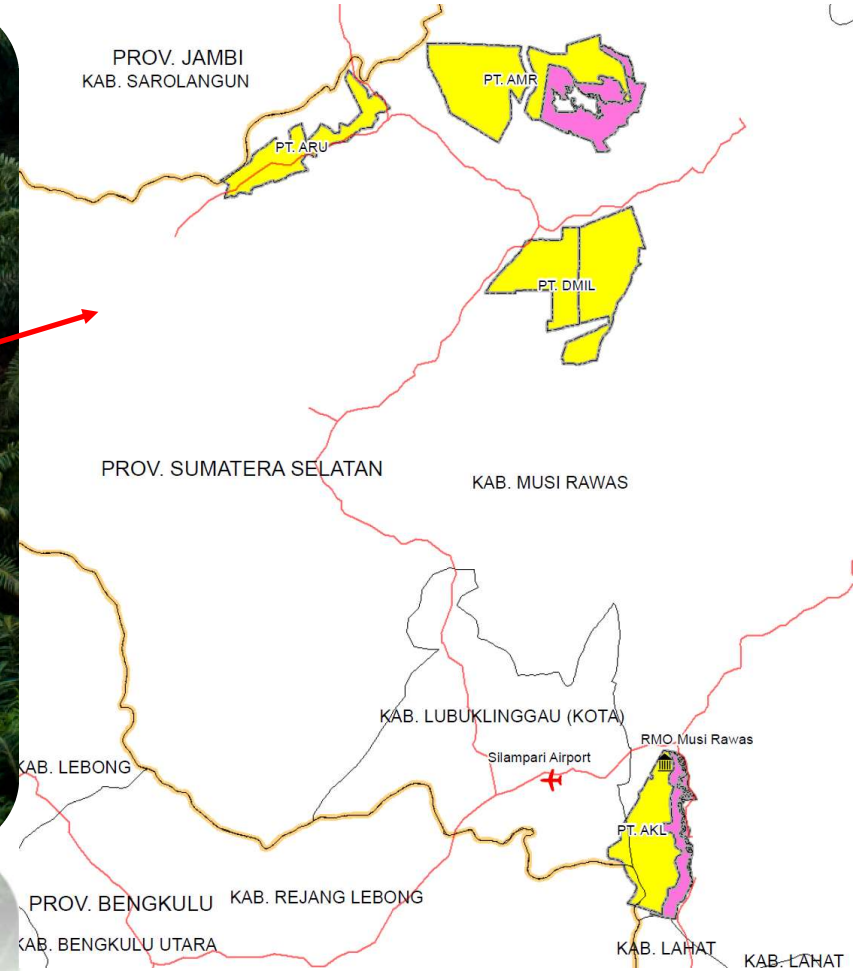 PROV. JAMBI
KAB. SAROLANGUN
PT. AMR
PT. ARU
PT. DMIL
PROV. SUMATERA SELATAN
KAB. MUSI RAWAS
KAB. LUBUKLINGGAU (KOTA)
RMO Musi Rawas
Silampari Airport
KAB. LEBONG
PT. AKL
KAB. REJANG LEBONG
PROV. BENGKULU
KAB. BENGKULU UTARA
KAB. LAHAT
KAB. LAHAT